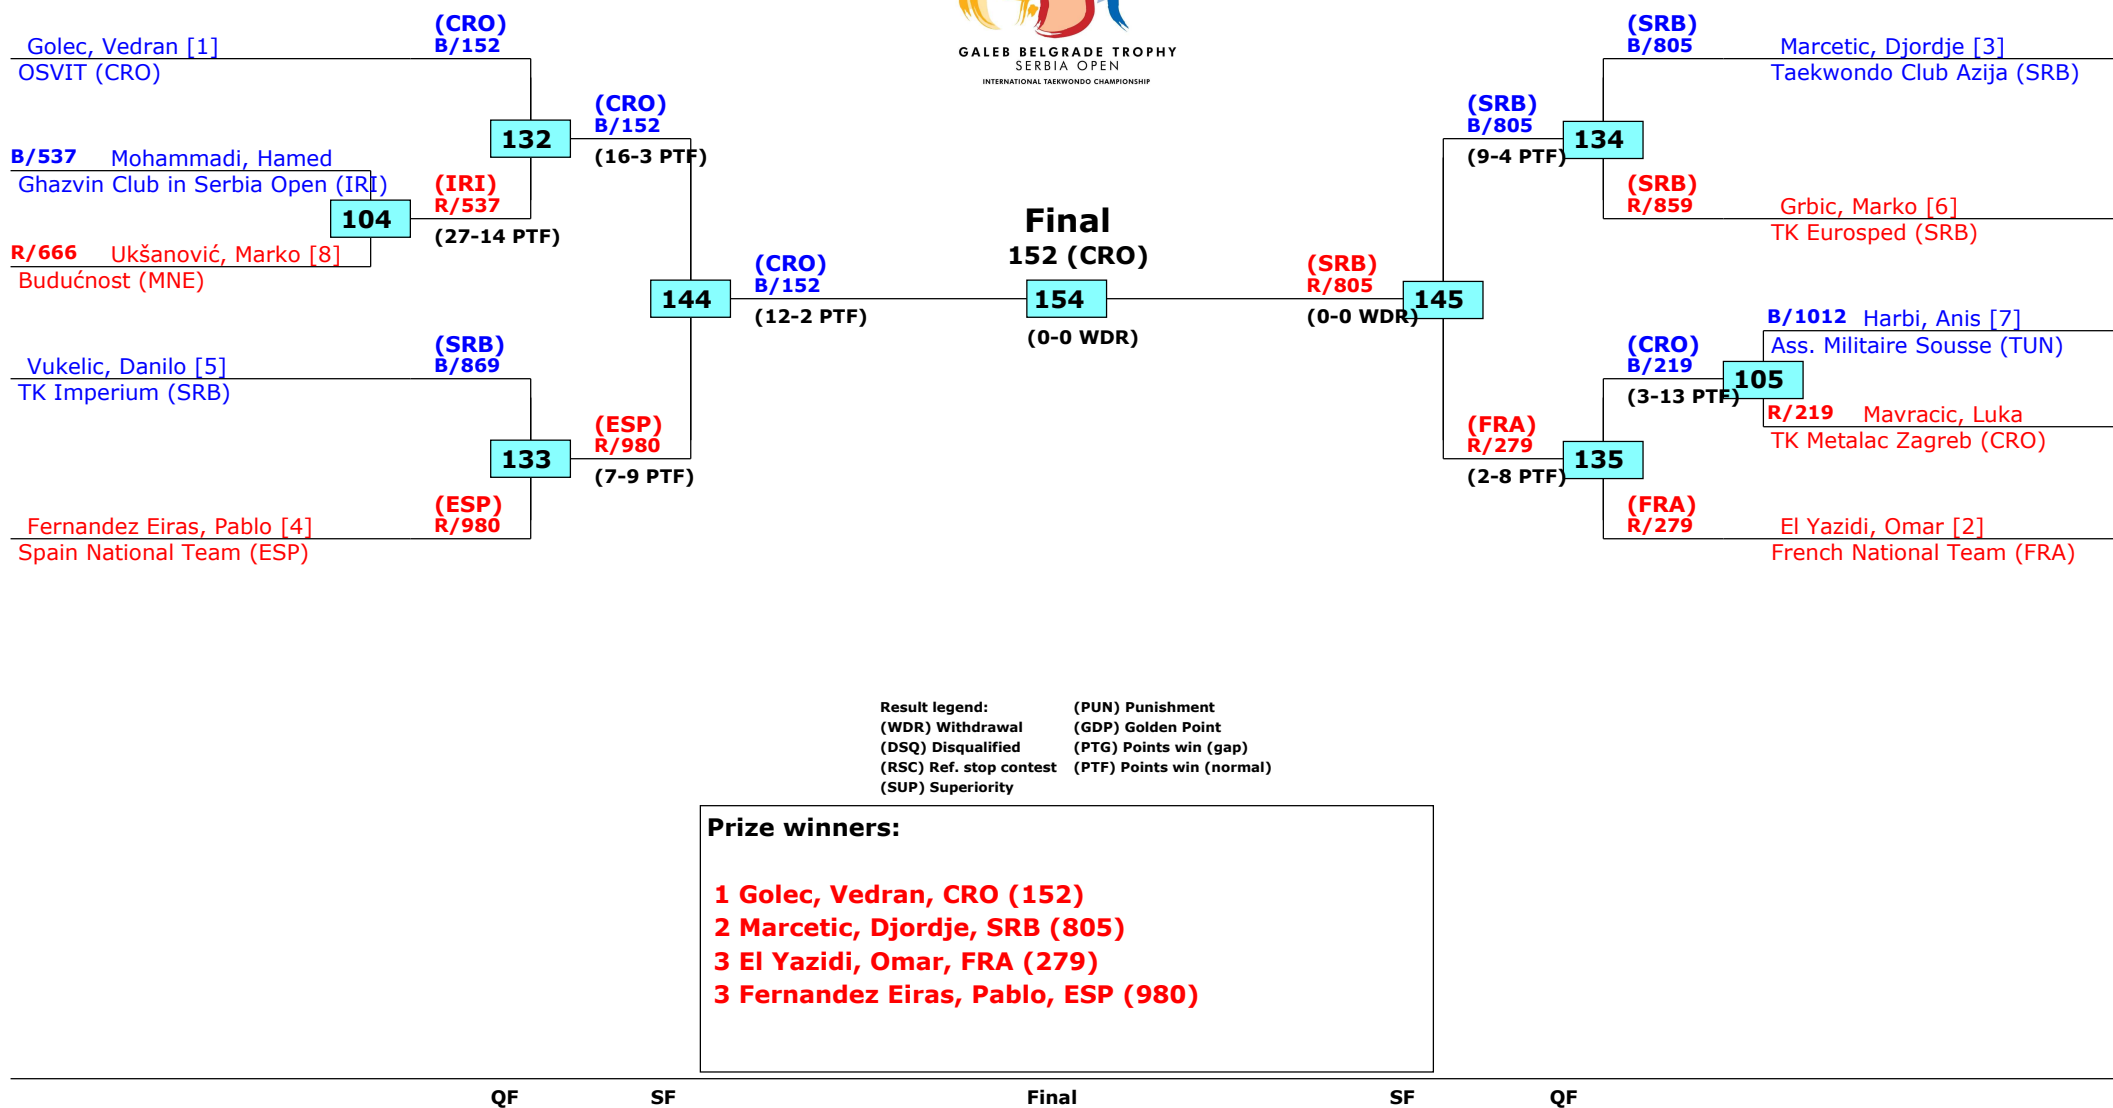 GALEB BELGRADE TROPHY
SERBIA OPEN
INTERNATIONAL TAEKWONDO CHAMPIONSHIP
Golec, Vedran [1]
OSVIT (CRO)
(CRO)
B/152
B/537 Mohammadi, Hamed
Ghazvin Club in Serbia Open (IRI)
104
R/666 Ukšanović, Marko [8]
Budućnost (MNE)
(IRI)
R/537
(27-14 PTF)
132
(CRO)
B/152
(16-3 PTF)
Vukelic, Danilo [5]
TK Imperium (SRB)
(SRB)
B/869
133
Fernandez Eiras, Pablo [4]
Spain National Team (ESP)
(ESP)
R/980
(ESP)
R/980
(7-9 PTF)
144
(CRO)
B/152
(12-2 PTF)
Final
152 (CRO)
154
(0-0 WDR)
(SRB)
R/805
(0-0 WDR)
145
(SRB)
B/805
(9-4 PTF)
134
(SRB)
B/805
Marcetic, Djordje [3]
Taekwondo Club Azija (SRB)
(SRB)
R/859
Grbic, Marko [6]
TK Eurosped (SRB)
B/1012 Harbi, Anis [7]
Ass. Militaire Sousse (TUN)
(CRO)
B/219
(3-13 PTF)
105
R/219 Mavracic, Luka
TK Metalac Zagreb (CRO)
(FRA)
R/279
(2-8 PTF)
135
(FRA)
R/279
El Yazidi, Omar [2]
French National Team (FRA)
Result legend: (PUN) Punishment
(WDR) Withdrawal (GDP) Golden Point
(DSQ) Disqualified (PTG) Points win (gap)
(RSC) Ref. stop contest (PTF) Points win (normal)
(SUP) Superiority
Prize winners:
1 Golec, Vedran, CRO (152)
2 Marcetic, Djordje, SRB (805)
3 El Yazidi, Omar, FRA (279)
3 Fernandez Eiras, Pablo, ESP (980)
QF SF Final SF QF